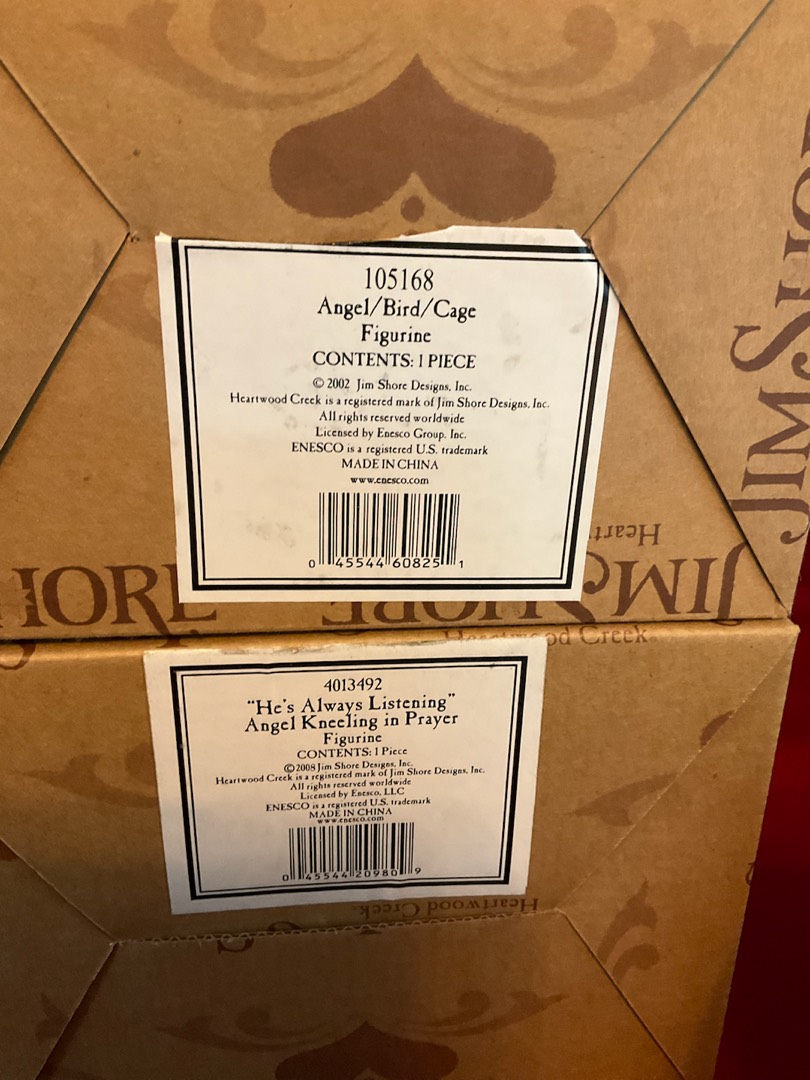 105168
Angel/Bird/Cage
Figurine
CONTENTS: 1 PIECE
© 2002 Jim Shore Designs, Inc.
Heartwood Creek is a registered mark of Jim Shore Designs, Inc.
All rights reserved worldwide
Licensed by Enesco Group, Inc.
ENESCO is a registered U.S. trademark
MADE IN CHINA
www.enesco.com
0 45544 60825 1
JIM SHORE
Heartw
HORE
JIM SHORE
Heartwood Creek
4013492
"He's Always Listening"
Angel Kneeling in Prayer
Figurine
CONTENTS: 1 Piece
© 2008 Jim Shore Designs, Inc.
Heartwood Creek is a registered mark of Jim Shore Designs, Inc.
All rights reserved worldwide
Licensed by Enesco, LLC
ENESCO is a registered U.S. trademark
MADE IN CHINA
www.enesco.com
0 45544 20980 9
Heartwood Creek